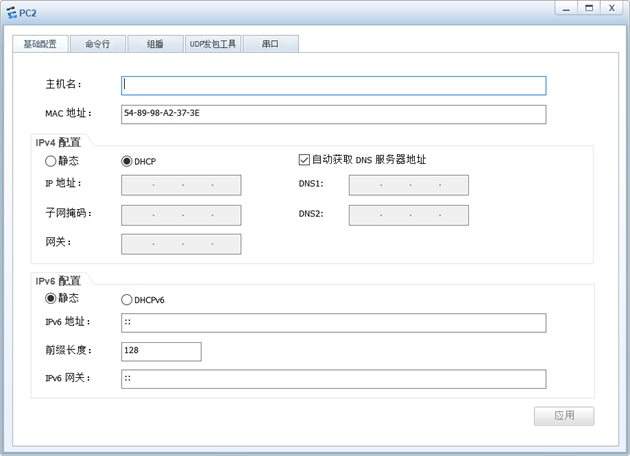 PC2
基础配置 命令行 组播 UDP发包工具 串口
主机名：
MAC 地址： 54-89-98-A2-37-3E
IPv4 配置
静态 DHCP 自动获取 DNS 服务器地址
IP 地址： . . . DNS1: . . .
子网掩码： . . . DNS2: . . .
网关： . . .
IPv6 配置
静态 DHCPv6
IPv6 地址： ::
前缀长度： 128
IPv6 网关： ::
应用